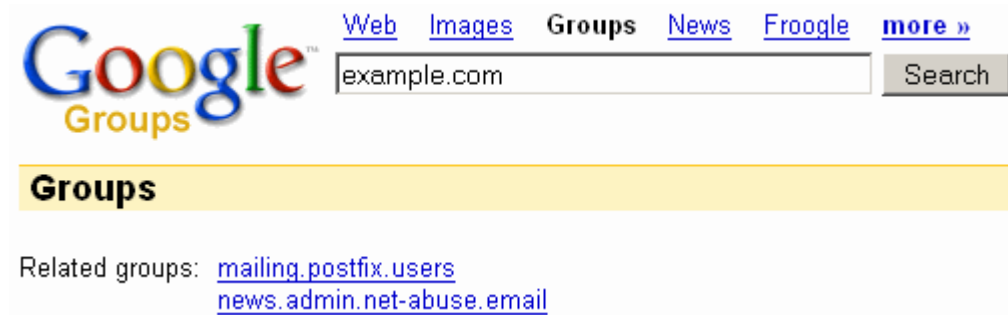 Web Images Groups News Froogle more »
Google™
example.com Search
Groups
Groups
Related groups: mailing.postfix.users
news.admin.net-abuse.email